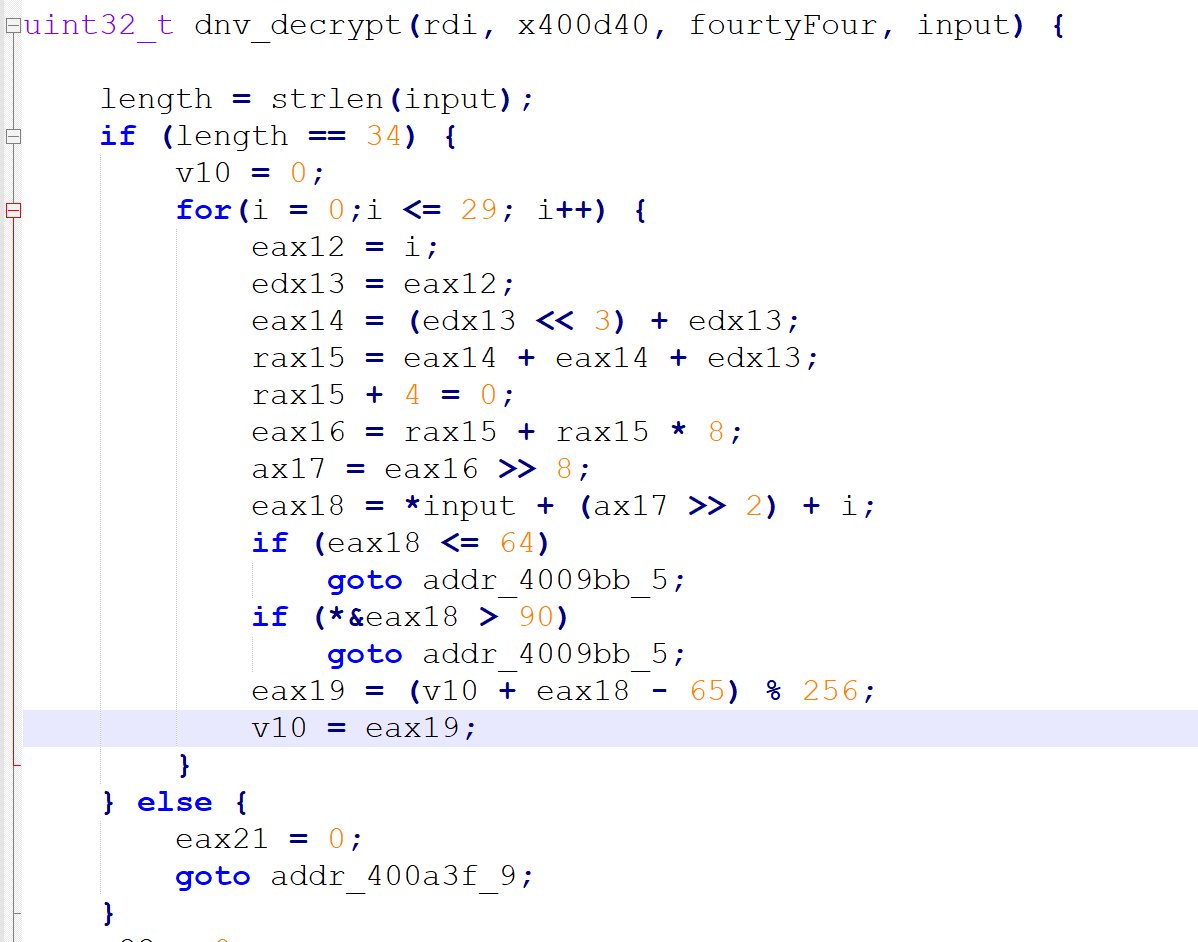 uint32_t dnv_decrypt(rdi, x400d40, fourtyFour, input) {
length = strlen(input);
if (length == 34) {
v10 = 0;
for(i = 0;i <= 29; i++) {
eax12 = i;
edx13 = eax12;
eax14 = (edx13 << 3) + edx13;
rax15 = eax14 + eax14 + edx13;
rax15 + 4 = 0;
eax16 = rax15 + rax15 * 8;
ax17 = eax16 >> 8;
eax18 = *input + (ax17 >> 2) + i;
if (eax18 <= 64)
goto addr_4009bb_5;
if (*&eax18 > 90)
goto addr_4009bb_5;
eax19 = (v10 + eax18 - 65) % 256;
v10 = eax19;
}
} else {
eax21 = 0;
goto addr_400a3f_9;
}